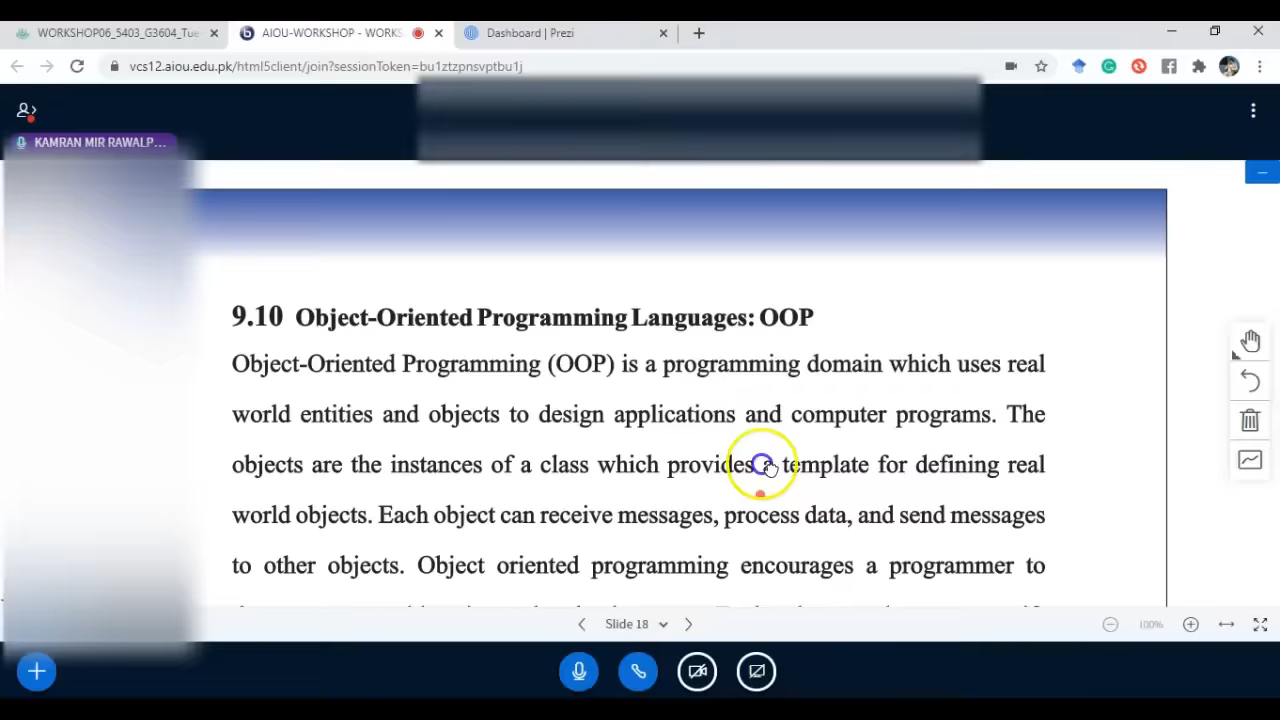 WORKSHOP06_5403_G3604_Tue
AIOU-WORKSHOP - WORKS
Dashboard | Prezi
vcs12.aiou.edu.pk/html5client/join?sessionToken=bu1ztzpnsvptbu1j
KAMRAN MIR RAWALP...
9.10 Object-Oriented Programming Languages: OOP
Object-Oriented Programming (OOP) is a programming domain which uses real
world entities and objects to design applications and computer programs. The
objects are the instances of a class which provides a template for defining real
world objects. Each object can receive messages, process data, and send messages
to other objects. Object oriented programming encourages a programmer to
Slide 18
100%